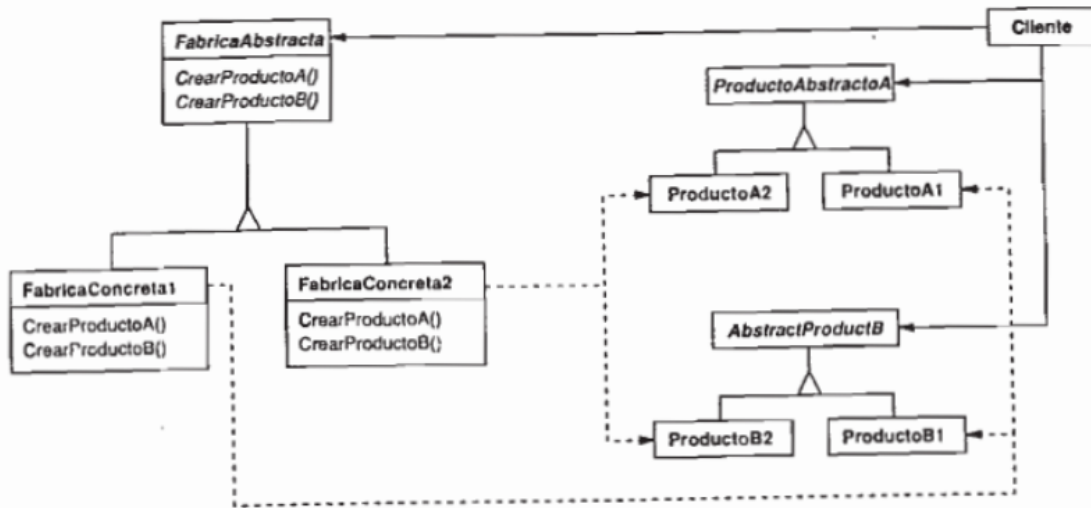 FabricaAbstracta
CrearProductoA()
CrearProductoB()
Cliente
ProductoAbstractoA
ProductoA2
ProductoA1
FabricaConcreta1
CrearProductoA()
CrearProductoB()
FabricaConcreta2
CrearProductoA()
CrearProductoB()
AbstractProductB
ProductoB2
ProductoB1